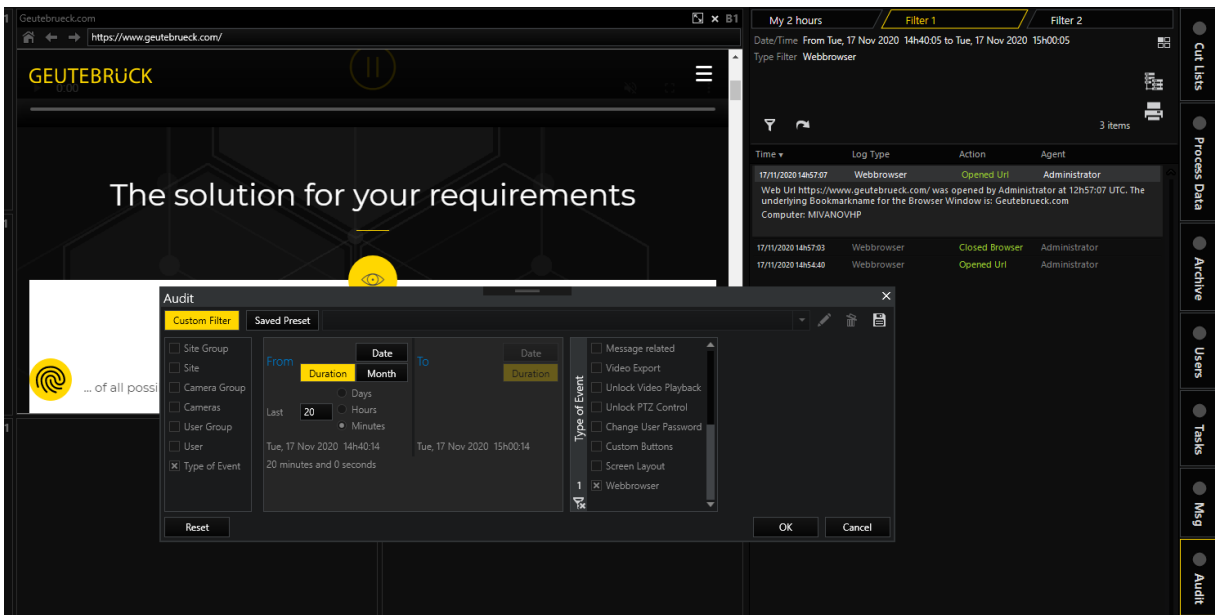 1 Geutebrueck.com B1
https://www.geutebrueck.com/
GEUTEBRÜCK
0:00
The solution for your requirements
... of all possi
1
1
My 2 hours Filter 1 Filter 2
Date/Time From Tue, 17 Nov 2020 14h40:05 to Tue, 17 Nov 2020 15h00:05
Type Filter Webbrowser
3 items
Time Log Type Action Agent
17/11/2020 14h57:07 Webbrowser Opened Url Administrator
Web Url https://www.geutebrueck.com/ was opened by Administrator at 12h57:07 UTC. The
underlying Bookmarkname for the Browser Window is: Geutebrueck.com
Computer: MIVANOVHP
17/11/2020 14h57:03 Webbrowser Closed Browser Administrator
17/11/2020 14h54:40 Webbrowser Opened Url Administrator
Audit
Custom Filter Saved Preset
Site Group
Site
Camera Group
Cameras
User Group
User
Type of Event
From Date
Duration Month
Days
Last 20 Hours
Minutes
Tue, 17 Nov 2020 14h40:14
20 minutes and 0 seconds
To Date
Duration
Tue, 17 Nov 2020 15h00:14
Type of Event
1
Message related
Video Export
Unlock Video Playback
Unlock PTZ Control
Change User Password
Custom Buttons
Screen Layout
Webbrowser
Reset OK Cancel
Cut Lists
Process Data
Archive
Users
Tasks
Msg
Audit